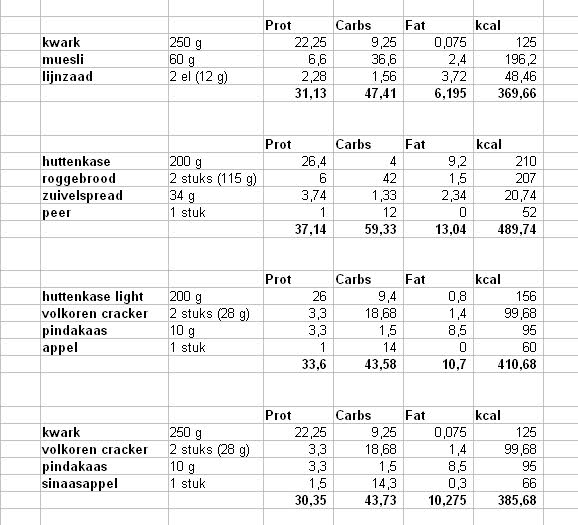 Prot Carbs Fat kcal
kwark 250 g 22,25 9,25 0,075 125
muesli 60 g 6,6 36,6 2,4 196,2
lijnzaad 2 el (12 g) 2,28 1,56 3,72 48,46
31,13 47,41 6,195 369,66
Prot Carbs Fat kcal
huttenkase 200 g 26,4 4 9,2 210
roggebrood 2 stuks (115 g) 6 42 1,5 207
zuivelspread 34 g 3,74 1,33 2,34 20,74
peer 1 stuk 1 12 0 52
37,14 59,33 13,04 489,74
Prot Carbs Fat kcal
huttenkase light 200 g 26 9,4 0,8 156
volkoren cracker 2 stuks (28 g) 3,3 18,68 1,4 99,68
pindakaas 10 g 3,3 1,5 8,5 95
appel 1 stuk 1 14 0 60
33,6 43,58 10,7 410,68
Prot Carbs Fat kcal
kwark 250 g 22,25 9,25 0,075 125
volkoren cracker 2 stuks (28 g) 3,3 18,68 1,4 99,68
pindakaas 10 g 3,3 1,5 8,5 95
sinaasappel 1 stuk 1,5 14,3 0,3 66
30,35 43,73 10,275 385,68